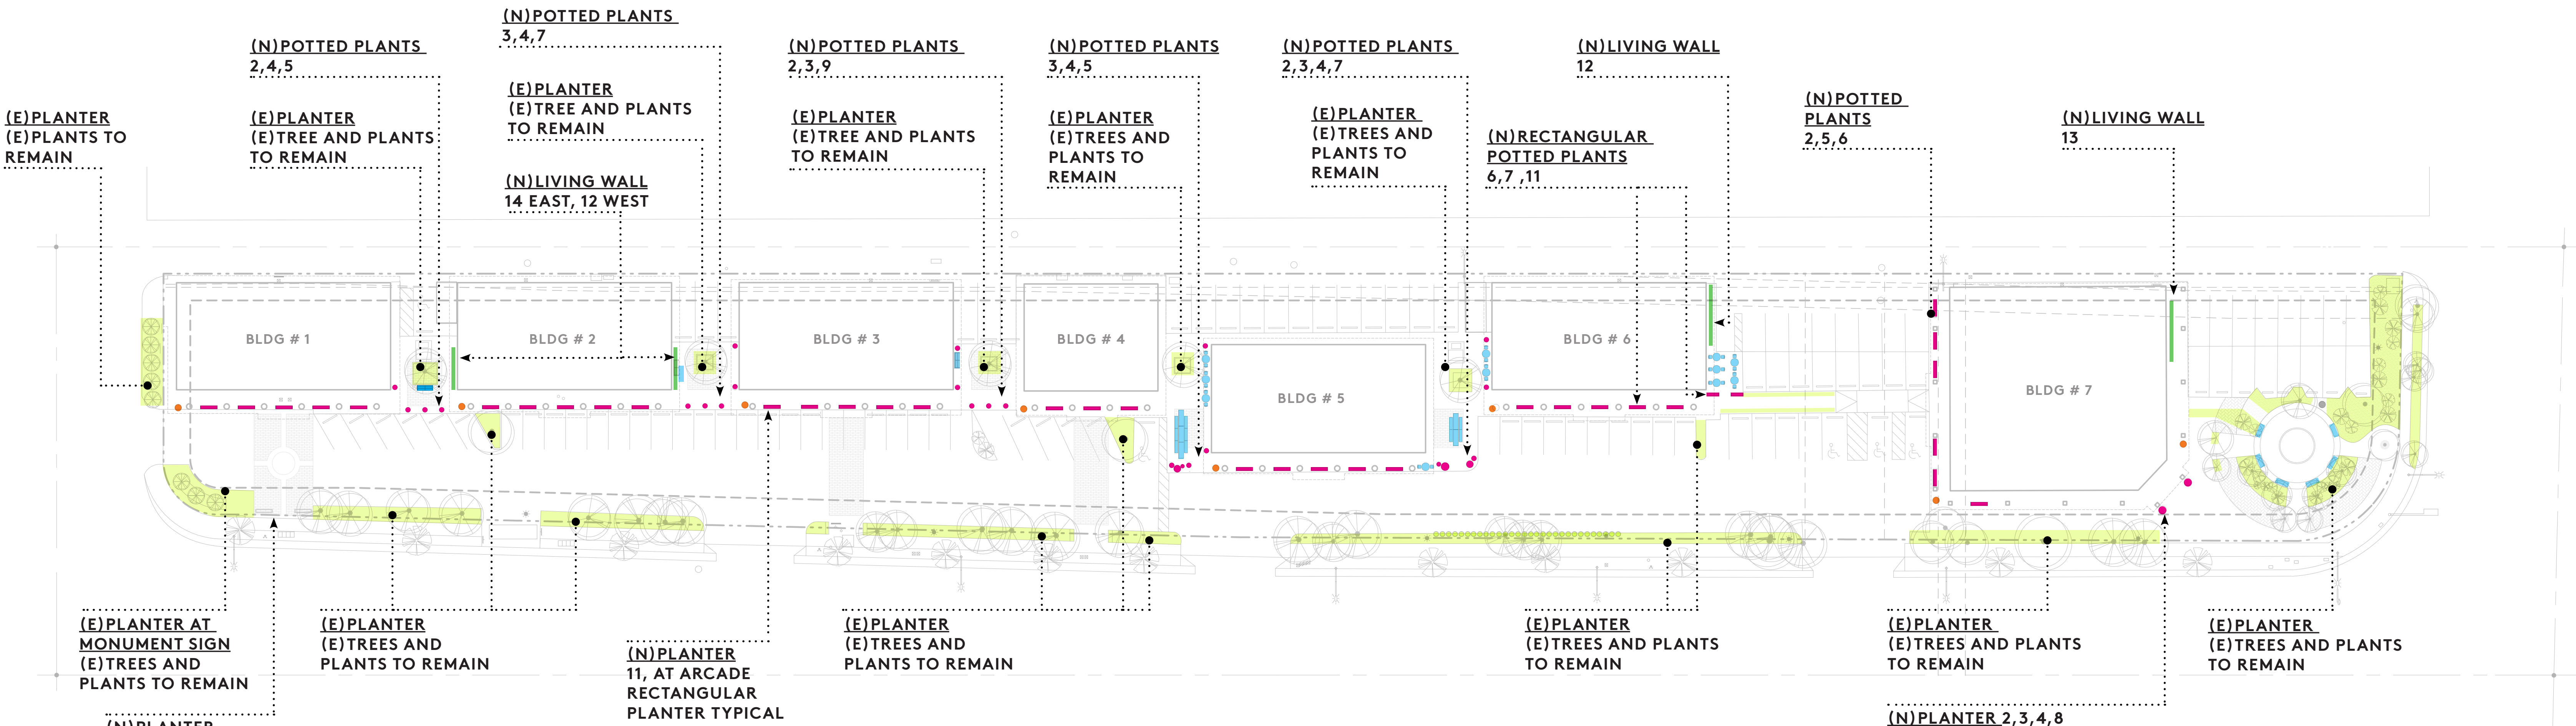 (N)POTTED PLANTS
3,4,7
(N)POTTED PLANTS
2,4,5
(N)POTTED PLANTS
2,3,9
(N)POTTED PLANTS
3,4,5
(N)POTTED PLANTS
2,3,4,7
(N)LIVING WALL
12
(N)POTTED
PLANTS
2,5,6
(N)LIVING WALL
13
(E)PLANTER
(E)PLANTS TO
REMAIN
(E)PLANTER
(E)TREE AND PLANTS
TO REMAIN
(E)PLANTER
(E)TREE AND PLANTS
TO REMAIN
(N)LIVING WALL
14 EAST, 12 WEST
(E)PLANTER
(E)TREE AND PLANTS
TO REMAIN
(E)PLANTER
(E)TREES AND
PLANTS TO
REMAIN
(E)PLANTER
(E)TREES AND
PLANTS TO
REMAIN
(N)RECTANGULAR
POTTED PLANTS
6,7 ,11
BLDG # 1
BLDG # 2
BLDG # 3
BLDG # 4
BLDG # 5
BLDG # 6
BLDG # 7
(E)PLANTER AT
MONUMENT SIGN
(E)TREES AND
PLANTS TO REMAIN
(N)PLANTER
(E)PLANTER
(E)TREES AND
PLANTS TO REMAIN
(N)PLANTER
11, AT ARCADE
RECTANGULAR
PLANTER TYPICAL
(E)PLANTER
(E)TREES AND
PLANTS TO REMAIN
(E)PLANTER
(E)TREES AND PLANTS
TO REMAIN
(E)PLANTER
(E)TREES AND PLANTS
TO REMAIN
(N)PLANTER 2,3,4,8
(E)PLANTER
(E)TREES AND PLANTS
TO REMAIN